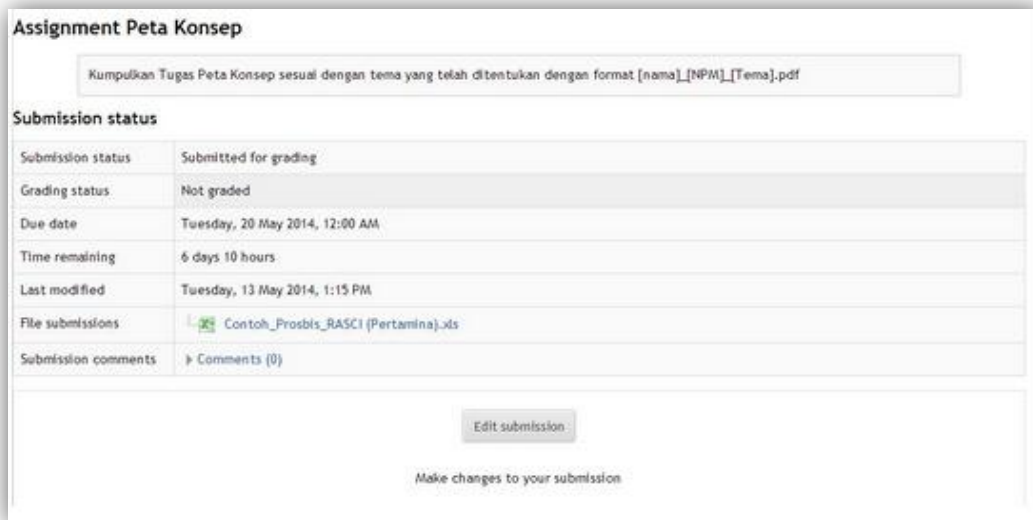 Assignment Peta Konsep
Kumpulkan Tugas Peta Konsep sesuai dengan tema yang telah ditentukan dengan format [nama]_[NPM]_[Tema].pdf
Submission status
Submission status Submitted for grading
Grading status Not graded
Due date Tuesday, 20 May 2014, 12:00 AM
Time remaining 6 days 10 hours
Last modified Tuesday, 13 May 2014, 1:15 PM
File submissions Contoh_Prosbis_RASCI (Pertamina).xls
Submission comments Comments (0)
Edit submission
Make changes to your submission